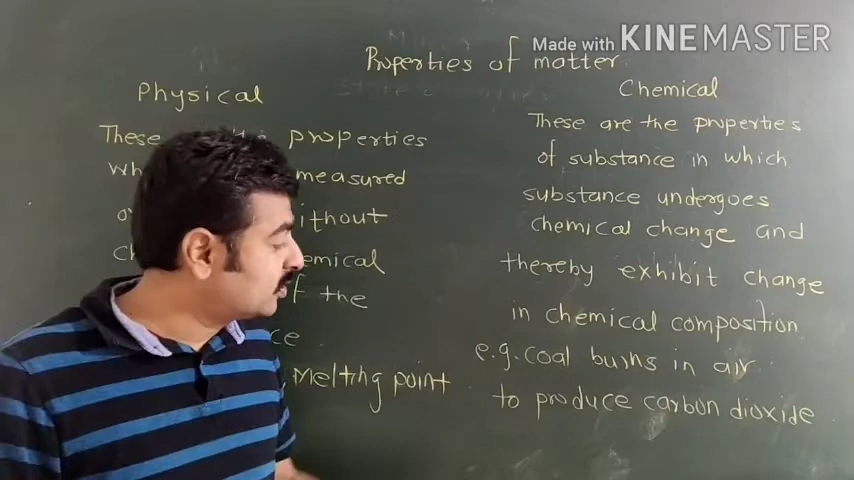 Made with KINEMASTER
Properties of matter
Physical
These properties
measured
without
chemical
of the
Melting point
Chemical
These are the properties
of substance in which
substance undergoes
chemical change and
thereby exhibit change
in chemical composition
e.g. coal burns in air
to produce carbon dioxide